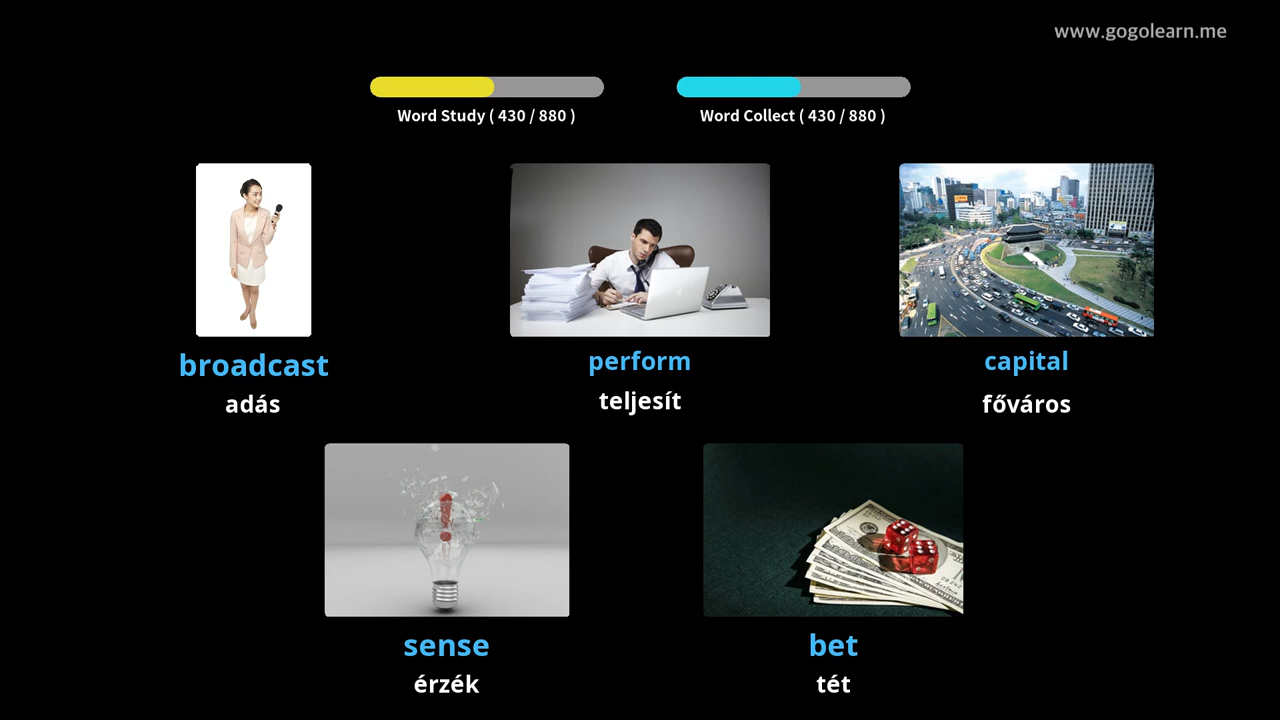 www.gogolearn.me
Word Study ( 430 / 880 )
Word Collect ( 430 / 880 )
broadcast
adás
perform
teljesít
capital
főváros
sense
érzék
bet
tét